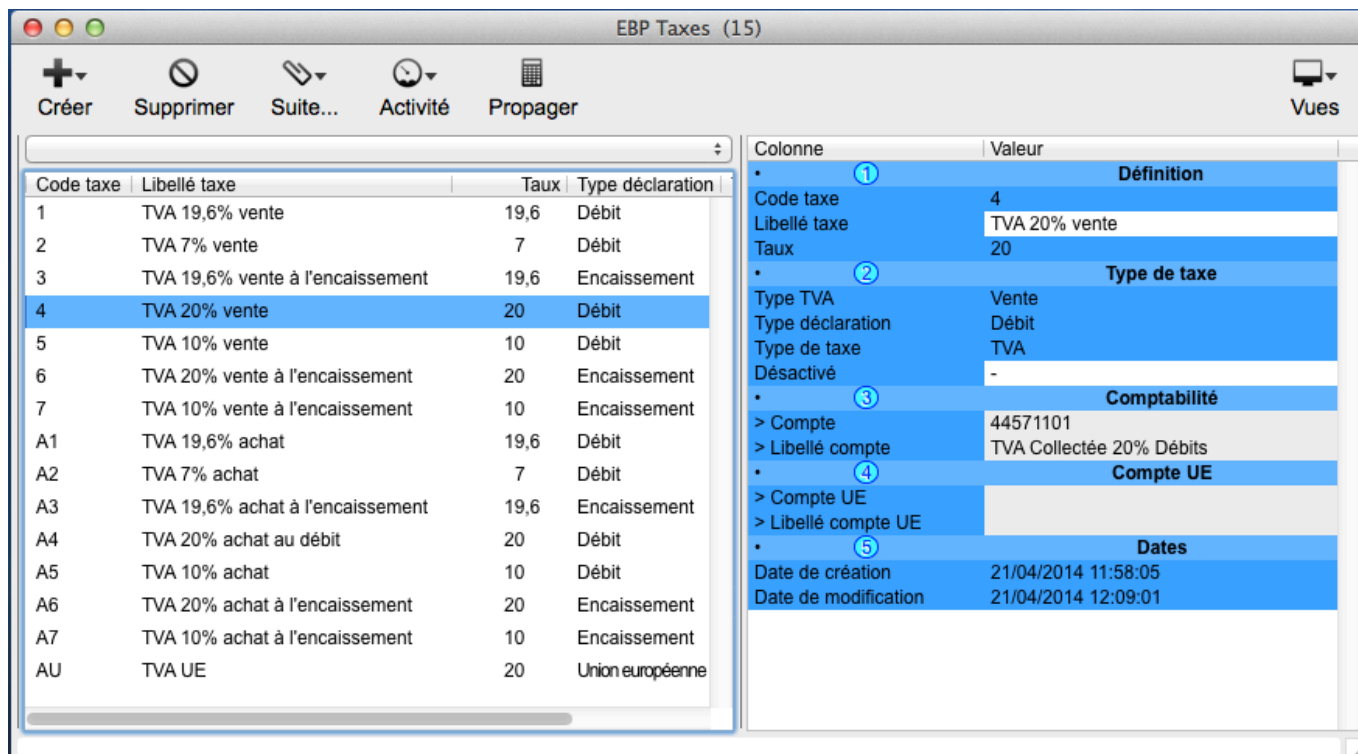 EBP Taxes (15)
Créer Supprimer Suite... Activité Propager Vues
Code taxe Libellé taxe Taux Type déclaration
1 TVA 19,6% vente 19,6 Débit
2 TVA 7% vente 7 Débit
3 TVA 19,6% vente à l'encaissement 19,6 Encaissement
4 TVA 20% vente 20 Débit
5 TVA 10% vente 10 Débit
6 TVA 20% vente à l'encaissement 20 Encaissement
7 TVA 10% vente à l'encaissement 10 Encaissement
A1 TVA 19,6% achat 19,6 Débit
A2 TVA 7% achat 7 Débit
A3 TVA 19,6% achat à l'encaissement 19,6 Encaissement
A4 TVA 20% achat au débit 20 Débit
A5 TVA 10% achat 10 Débit
A6 TVA 20% achat à l'encaissement 20 Encaissement
A7 TVA 10% achat à l'encaissement 10 Encaissement
AU TVA UE 20 Union européenne
Colonne Valeur
• 1 Définition
Code taxe 4
Libellé taxe TVA 20% vente
Taux 20
• 2 Type de taxe
Type TVA Vente
Type déclaration Débit
Type de taxe TVA
Désactivé -
• 3 Comptabilité
> Compte 44571101
> Libellé compte TVA Collectée 20% Débits
• 4 Compte UE
> Compte UE
> Libellé compte UE
• 5 Dates
Date de création 21/04/2014 11:58:05
Date de modification 21/04/2014 12:09:01